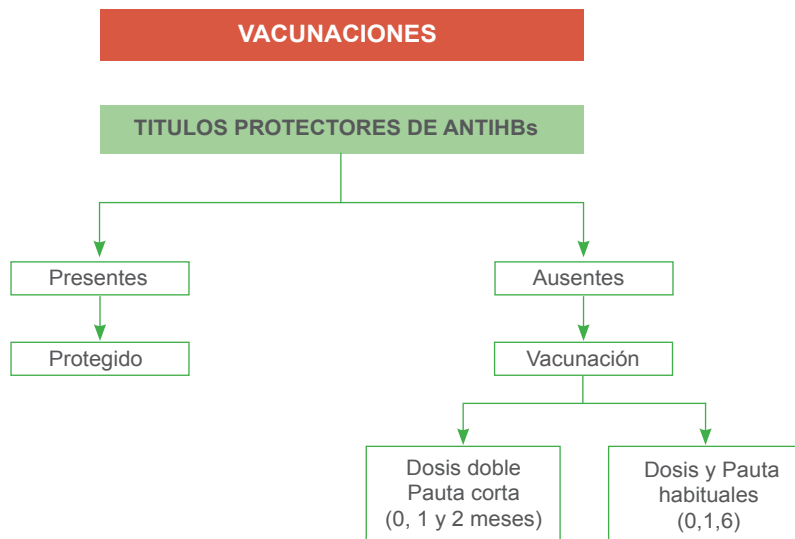 VACUNACIONES
TITULOS PROTECTORES DE ANTIHBs
Presentes
Ausentes
Protegido
Vacunación
Dosis doble
Pauta corta
(0, 1 y 2 meses)
Dosis y Pauta
habituales
(0,1,6)